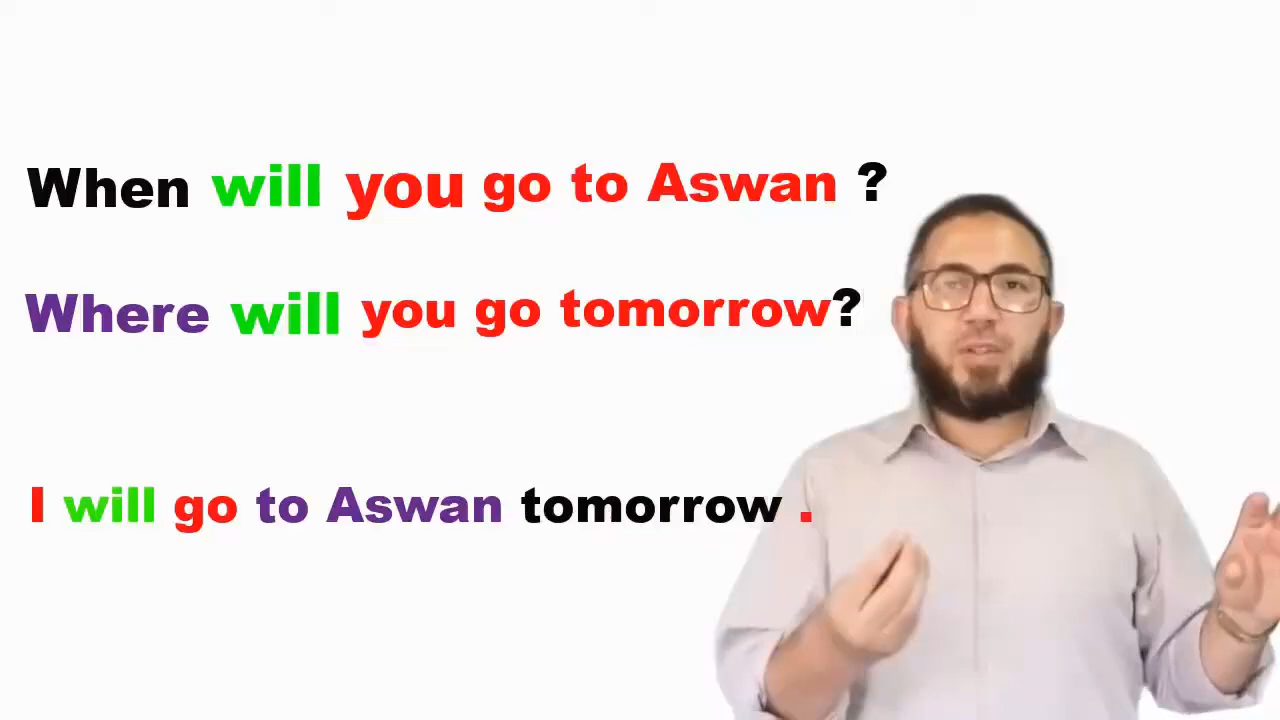 When will you go to Aswan ?
Where will you go tomorrow?
I will go to Aswan tomorrow .